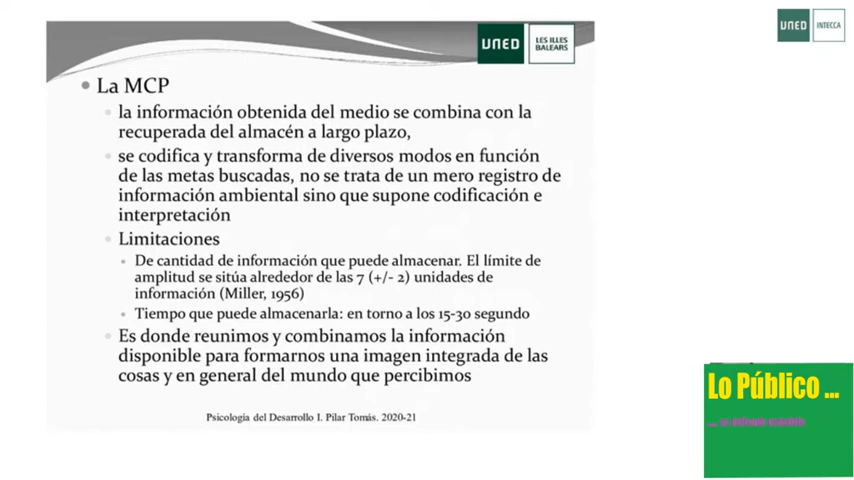 UNED
LES ILLES
BALEARS
UNED
INTECCA
La MCP
la información obtenida del medio se combina con la
recuperada del almacén a largo plazo,
se codifica y transforma de diversos modos en función
de las metas buscadas, no se trata de un mero registro de
información ambiental sino que supone codificación e
interpretación
Limitaciones
De cantidad de información que puede almacenar. El límite de
amplitud se sitúa alrededor de las 7 (+/- 2) unidades de
información (Miller, 1956)
Tiempo que puede almacenarla: en torno a los 15-30 segundo
Es donde reunimos y combinamos la información
disponible para formarnos una imagen integrada de las
cosas y en general del mundo que percibimos
Psicología del Desarrollo I. Pilar Tomás. 2020-21
Lo Público ...